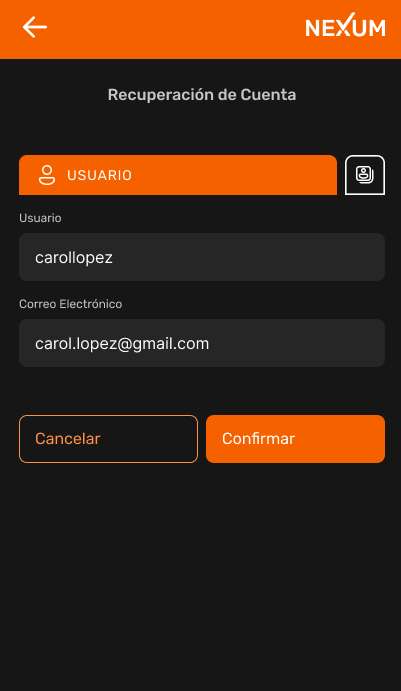 NEXUM
Recuperación de Cuenta
USUARIO
Usuario
carollopez
Correo Electrónico
carol.lopez@gmail.com
Cancelar
Confirmar